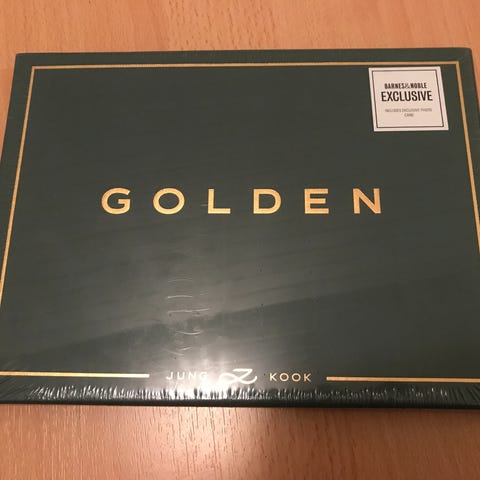 BARNES & NOBLE
EXCLUSIVE
INCLUDES EXCLUSIVE PHOTO
CARD
GOLDEN
JUNG KOOK